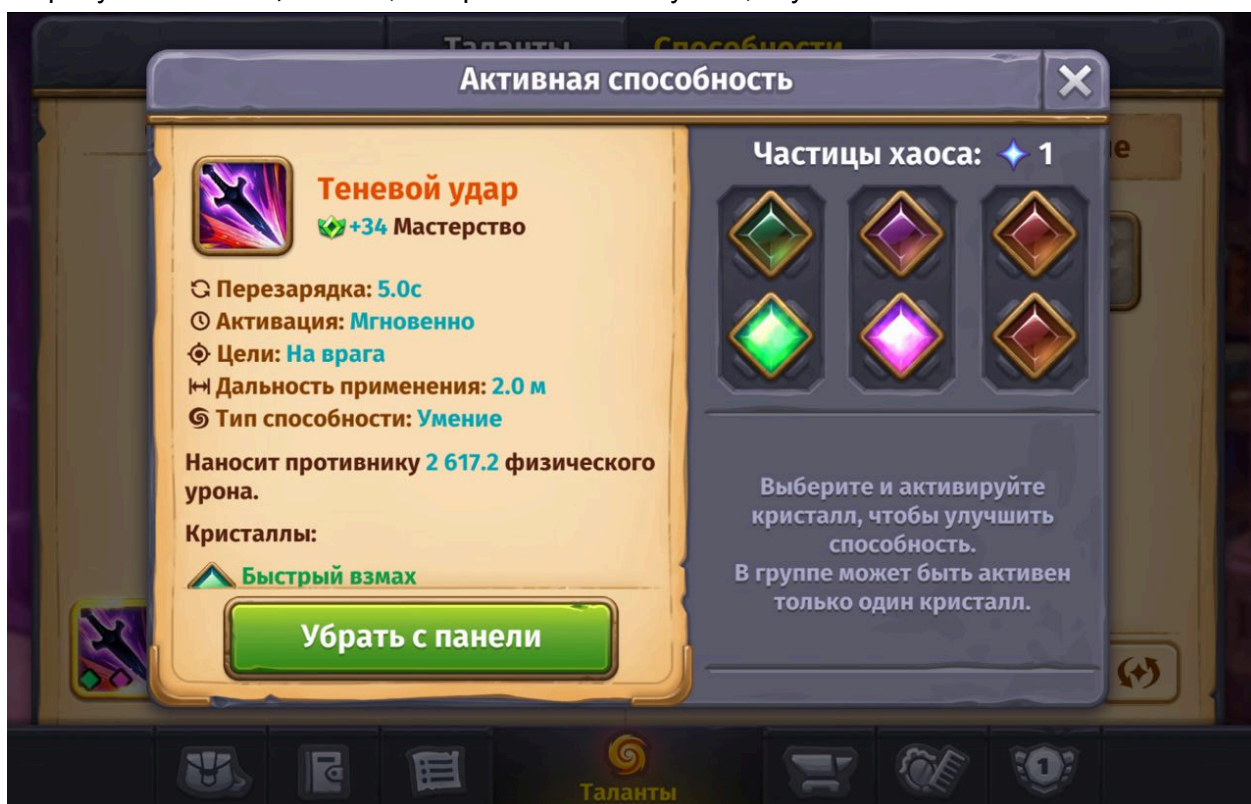 Таланты
Способности
Активная способность
Теневой удар
+34 Мастерство
Перезарядка: 5.0с
Активация: Мгновенно
Цели: На врага
Дальность применения: 2.0 м
Тип способности: Умение
Наносит противнику 2 617.2 физического
урона.
Кристаллы:
Быстрый взмах
Убрать с панели
Частицы хаоса: 1
Выберите и активируйте
кристалл, чтобы улучшить
способность.
В группе может быть активен
только один кристалл.
Таланты
1